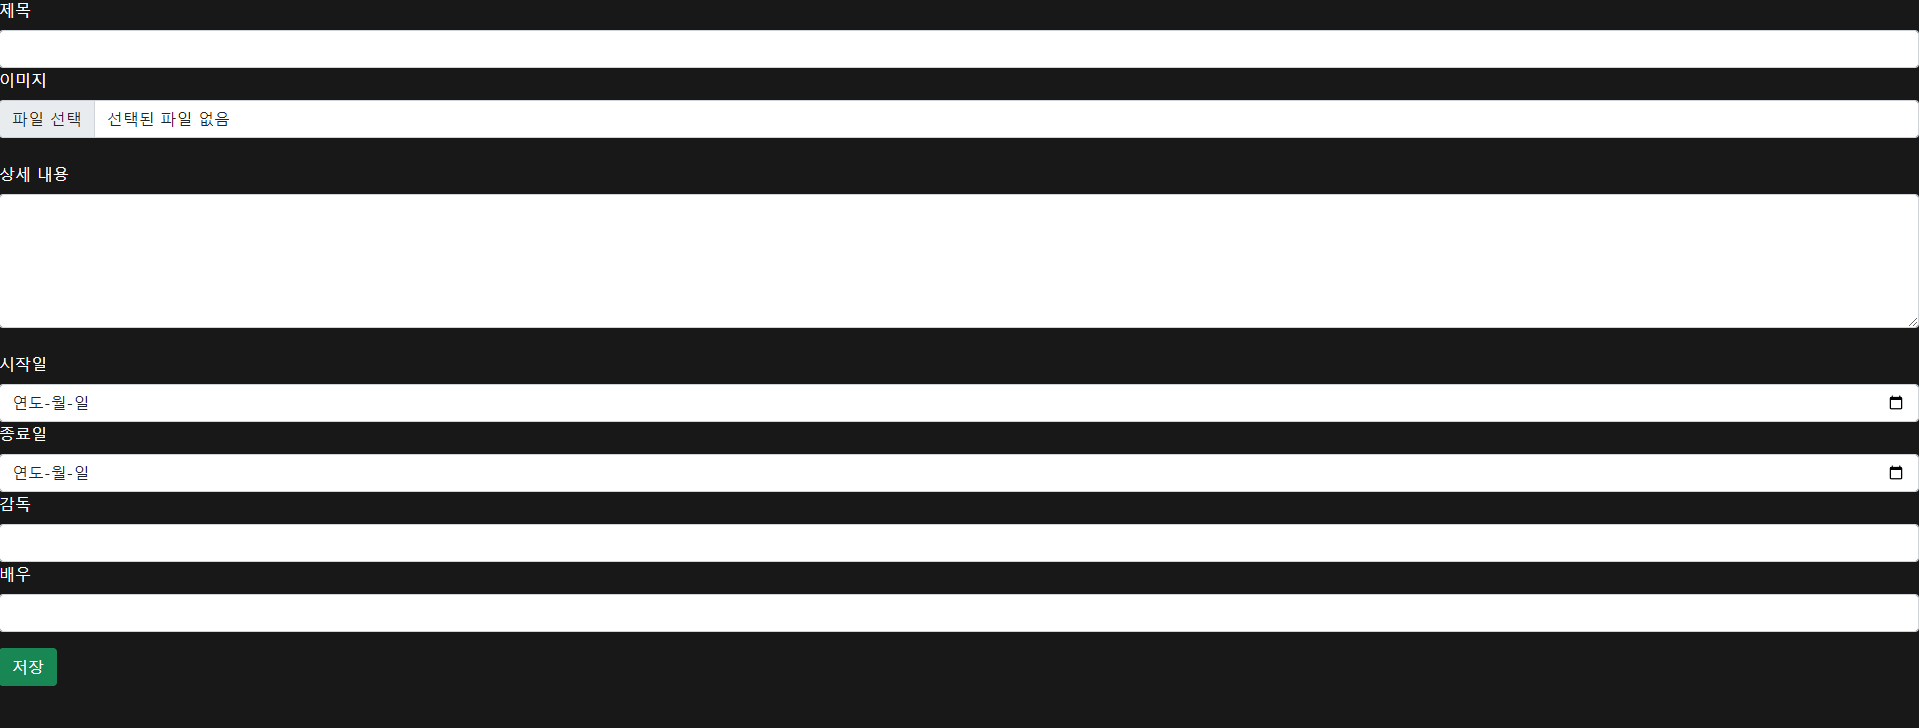 제목
이미지
파일 선택 선택된 파일 없음
상세 내용
시작일
연도-월-일
종료일
연도-월-일
감독
배우
저장